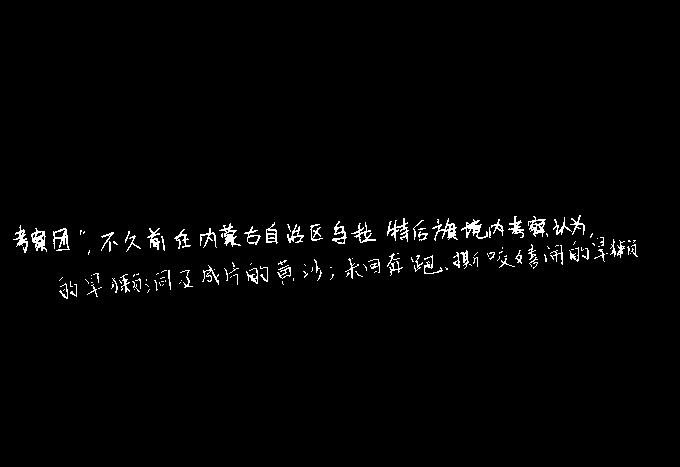 考察团”，不久前在内蒙古自治区乌拉特后旗境内考察认为，
的旱獭洞及成片的黄沙；来回奔跑、撕咬嬉闹的旱獭